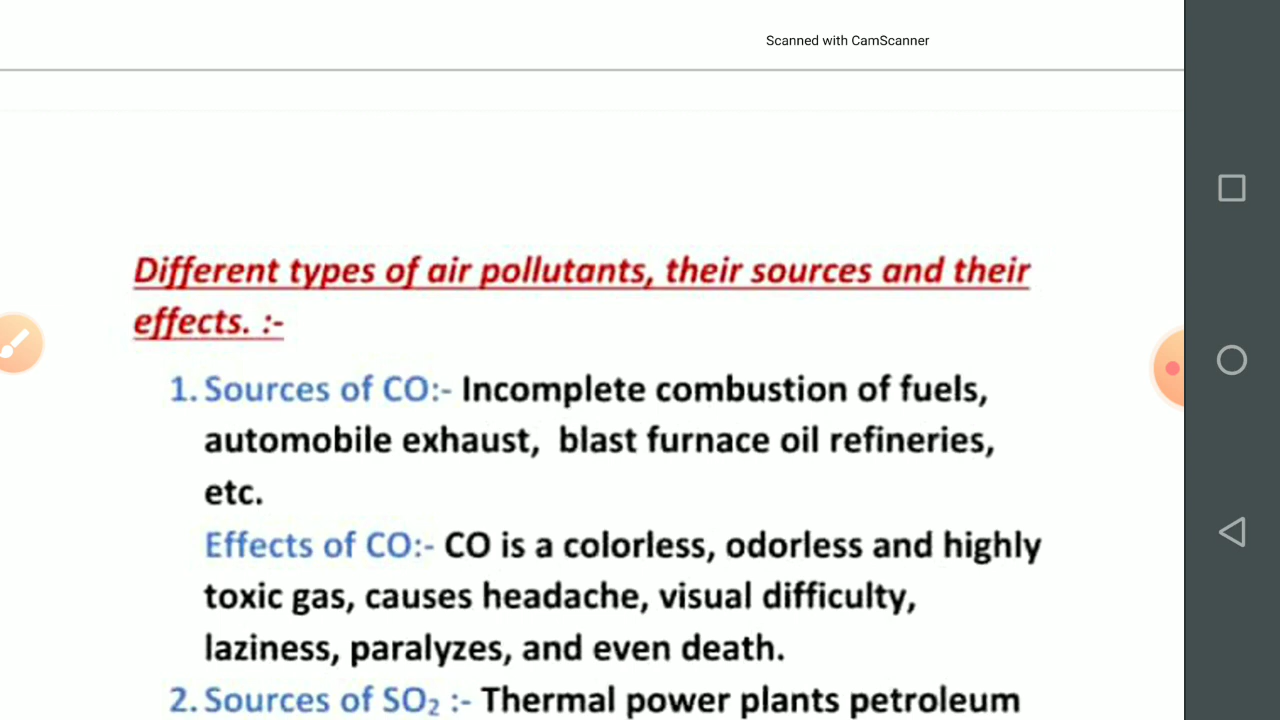 Scanned with CamScanner
Different types of air pollutants, their sources and their
effects. :-
1. Sources of CO:- Incomplete combustion of fuels,
automobile exhaust, blast furnace oil refineries,
etc.
Effects of CO:- CO is a colorless, odorless and highly
toxic gas, causes headache, visual difficulty,
laziness, paralyzes, and even death.
2. Sources of SO₂ :- Thermal power plants petroleum